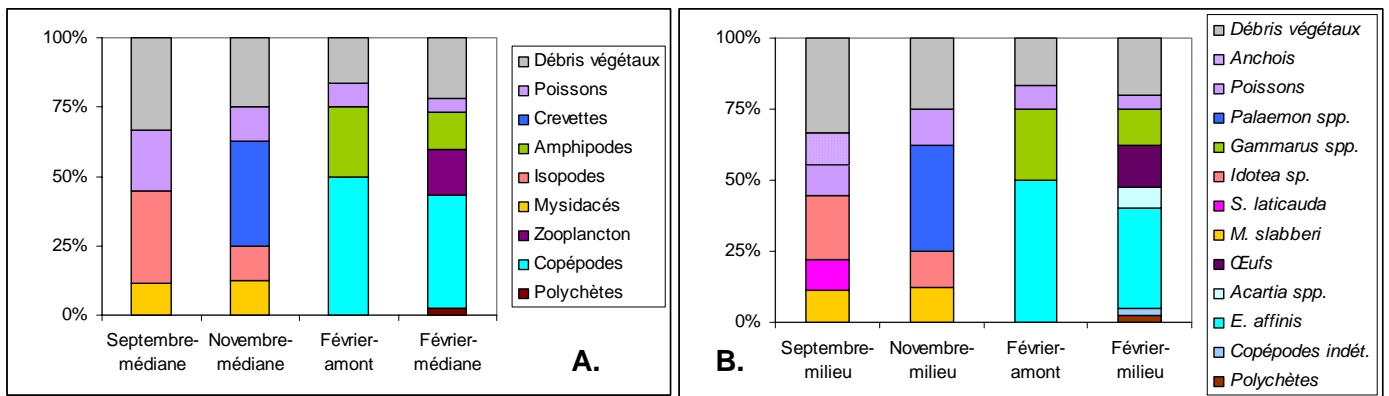 100%
75%
50%
25%
0%
Septembre-
médiane
Novembre-
médiane
Février-
amont
Février-
médiane
Débris végétaux
Poissons
Crevettes
Amphipodes
Isopodes
Mysidacés
Zooplancton
Copépodes
Polychètes
A.
100%
75%
50%
25%
0%
Septembre-
milieu
Novembre-
milieu
Février-
amont
Février-
milieu
B.
Débris végétaux
Anchois
Poissons
Palaemon spp.
Gammarus spp.
Idotea sp.
S. laticauda
M. slabberi
Œufs
Acartia spp.
E. affinis
Copépodes indét.
Polychètes